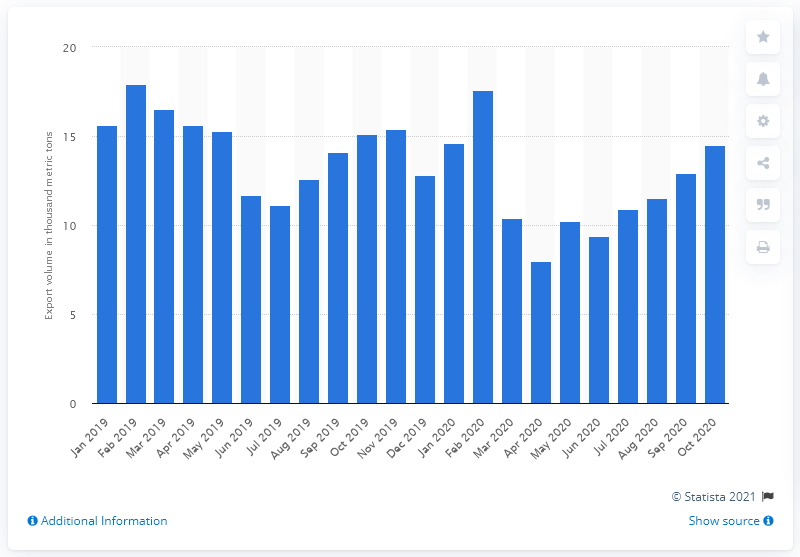 20
15
10
5
0
Export volume in thousand metric tons
Jan 2019
Feb 2019
Mar 2019
Apr 2019
May 2019
Jun 2019
Jul 2019
Aug 2019
Sep 2019
Oct 2019
Nov 2019
Dec 2019
Jan 2020
Feb 2020
Mar 2020
Apr 2020
May 2020
Jun 2020
Jul 2020
Aug 2020
Sep 2020
Oct 2020
© Statista 2021
Additional Information
Show source